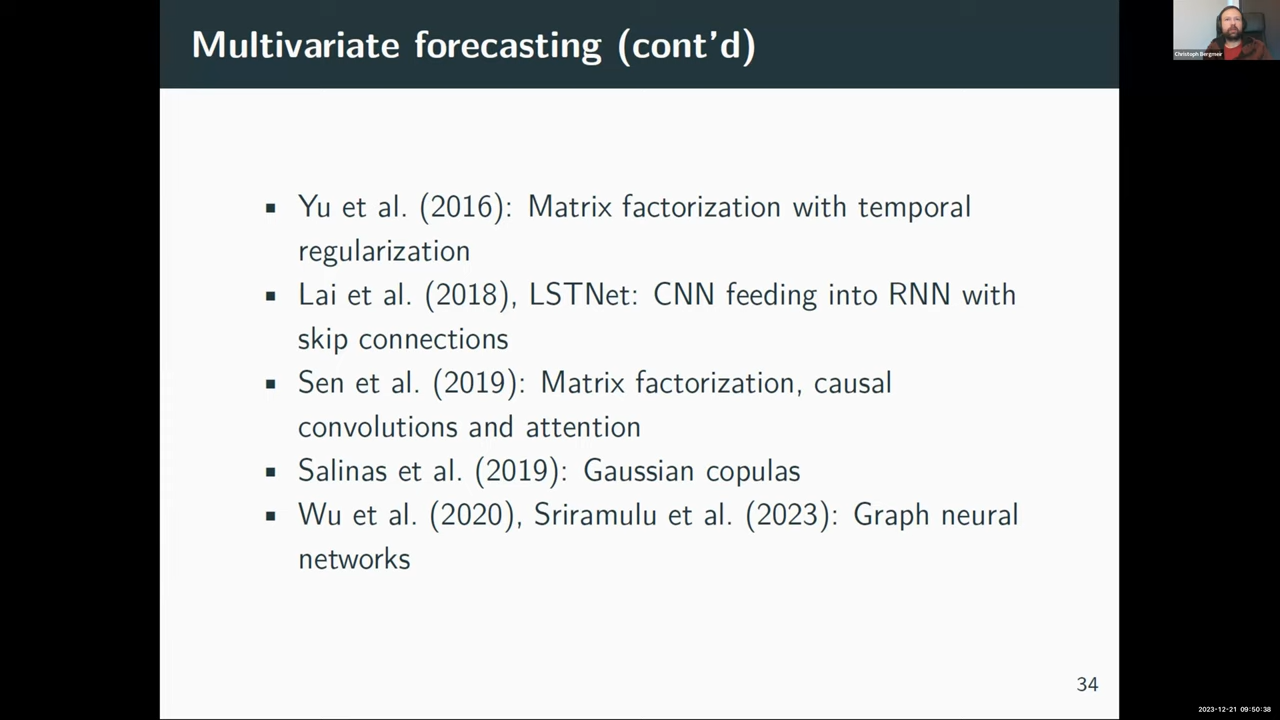 Multivariate forecasting (cont'd)
Christoph Bergmeir
▪ Yu et al. (2016): Matrix factorization with temporal
regularization
▪ Lai et al. (2018), LSTNet: CNN feeding into RNN with
skip connections
▪ Sen et al. (2019): Matrix factorization, causal
convolutions and attention
▪ Salinas et al. (2019): Gaussian copulas
▪ Wu et al. (2020), Sriramulu et al. (2023): Graph neural
networks
34
2023-12-21 09:50:38